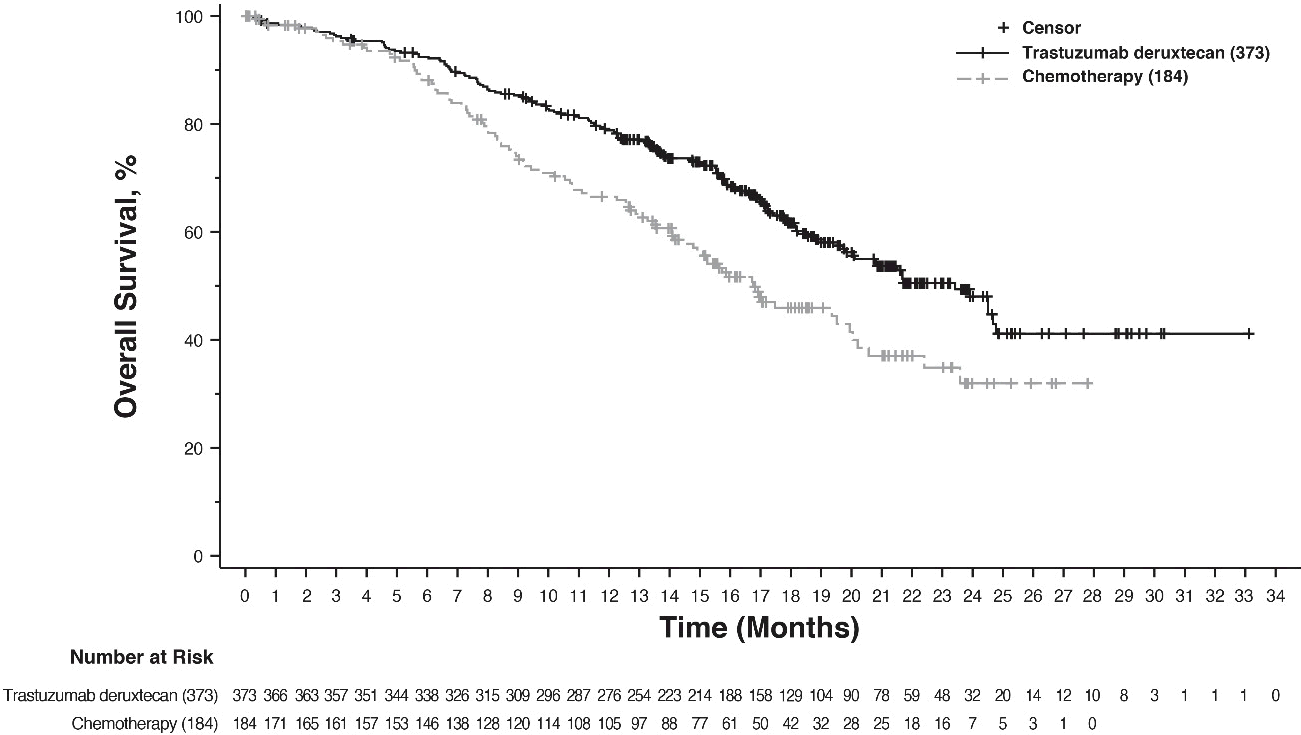 100
80
60
40
20
0
Overall Survival, %
Censor
Trastuzumab deruxtecan (373)
Chemotherapy (184)
0 1 2 3 4 5 6 7 8 9 10 11 12 13 14 15 16 17 18 19 20 21 22 23 24 25 26 27 28 29 30 31 32 33 34
Time (Months)
Number at Risk
Trastuzumab deruxtecan (373) 373 366 363 357 351 344 338 326 315 309 296 287 276 254 223 214 188 158 129 104 90 78 59 48 32 20 14 12 10 8 3 1 1 1 0
Chemotherapy (184) 184 171 165 161 157 153 146 138 128 120 114 108 105 97 88 77 61 50 42 32 28 25 18 16 7 5 3 1 0